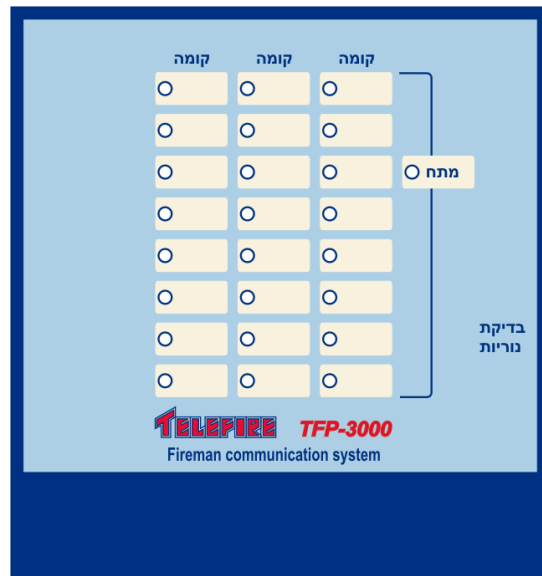 קומה קומה קומה
מתח
בדיקת
נוריות
TELEFIRE TFP-3000
Fireman communication system